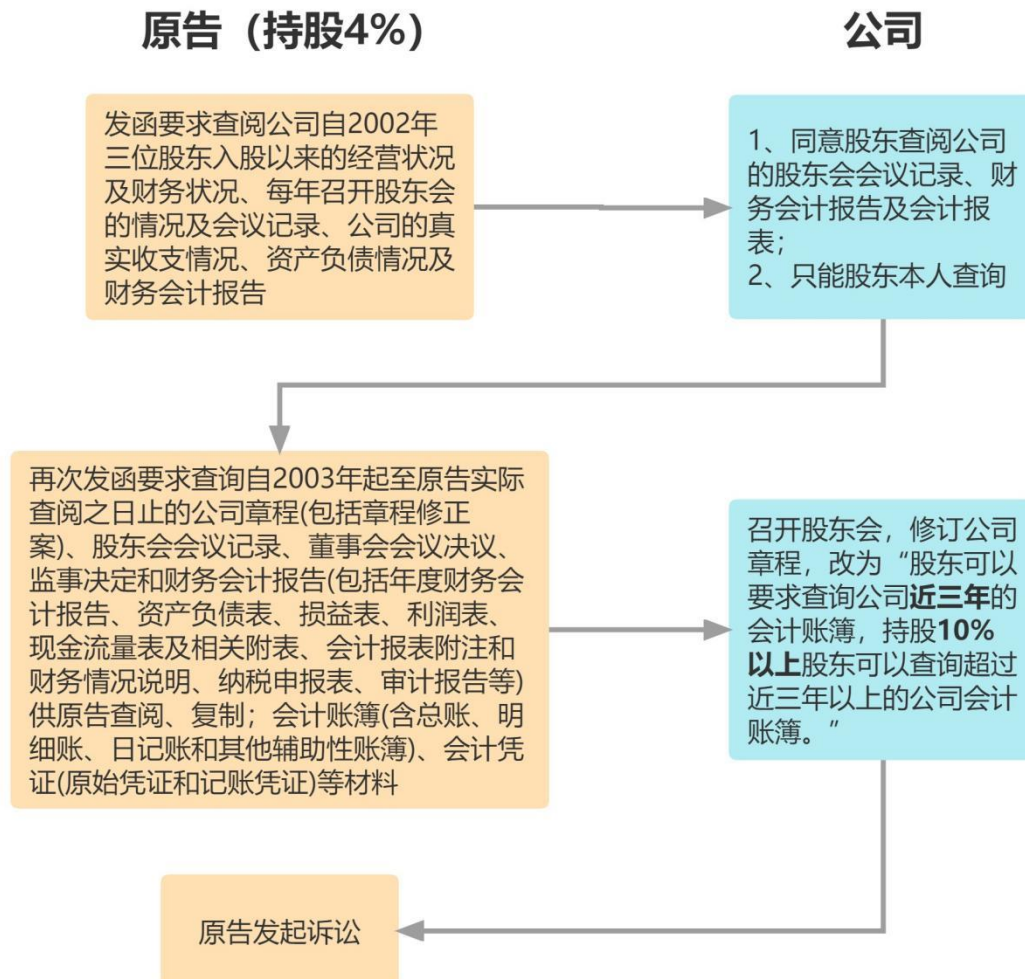 原告（持股4%）
公司
发函要求查阅公司自2002年
三位股东入股以来的经营状况
及财务状况、每年召开股东会
的情况及会议记录、公司的真
实收支情况、资产负债情况及
财务会计报告
1、同意股东查阅公司
的股东会会议记录、财
务会计报告及会计报
表；
2、只能股东本人查询
再次发函要求查询自2003年起至原告实际
查阅之日止的公司章程(包括章程修正
案)、股东会会议记录、董事会会议决议、
监事决定和财务会计报告(包括年度财务会
计报告、资产负债表、损益表、利润表、
现金流量表及相关附表、会计报表附注和
财务情况说明、纳税申报表、审计报告等)
供原告查阅、复制；会计账簿(含总账、明
细账、日记账和其他辅助性账簿)、会计凭
证(原始凭证和记账凭证)等材料
召开股东会，修订公司
章程，改为“股东可以
要求查询公司近三年的
会计账簿，持股10%
以上股东可以查询超过
近三年以上的公司会计
账簿。”
原告发起诉讼